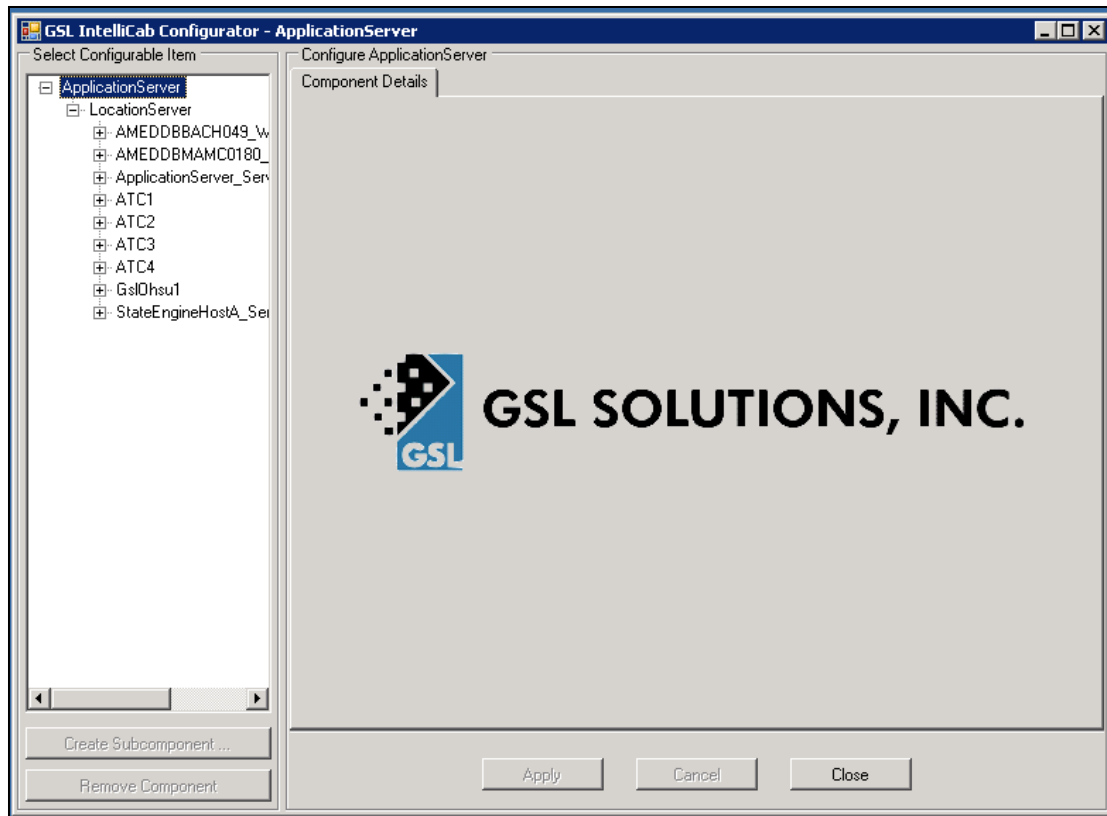 GSL IntelliCab Configurator - ApplicationServer
Select Configurable Item
ApplicationServer
LocationServer
AMEDDBBACH049_W
AMEDDBMAMC0180_
ApplicationServer_Serv
ATC1
ATC2
ATC3
ATC4
GslOhsu1
StateEngineHostA_Ser
Create Subcomponent ...
Remove Component
Configure ApplicationServer
Component Details
GSL SOLUTIONS, INC.
GSL
Apply Cancel Close